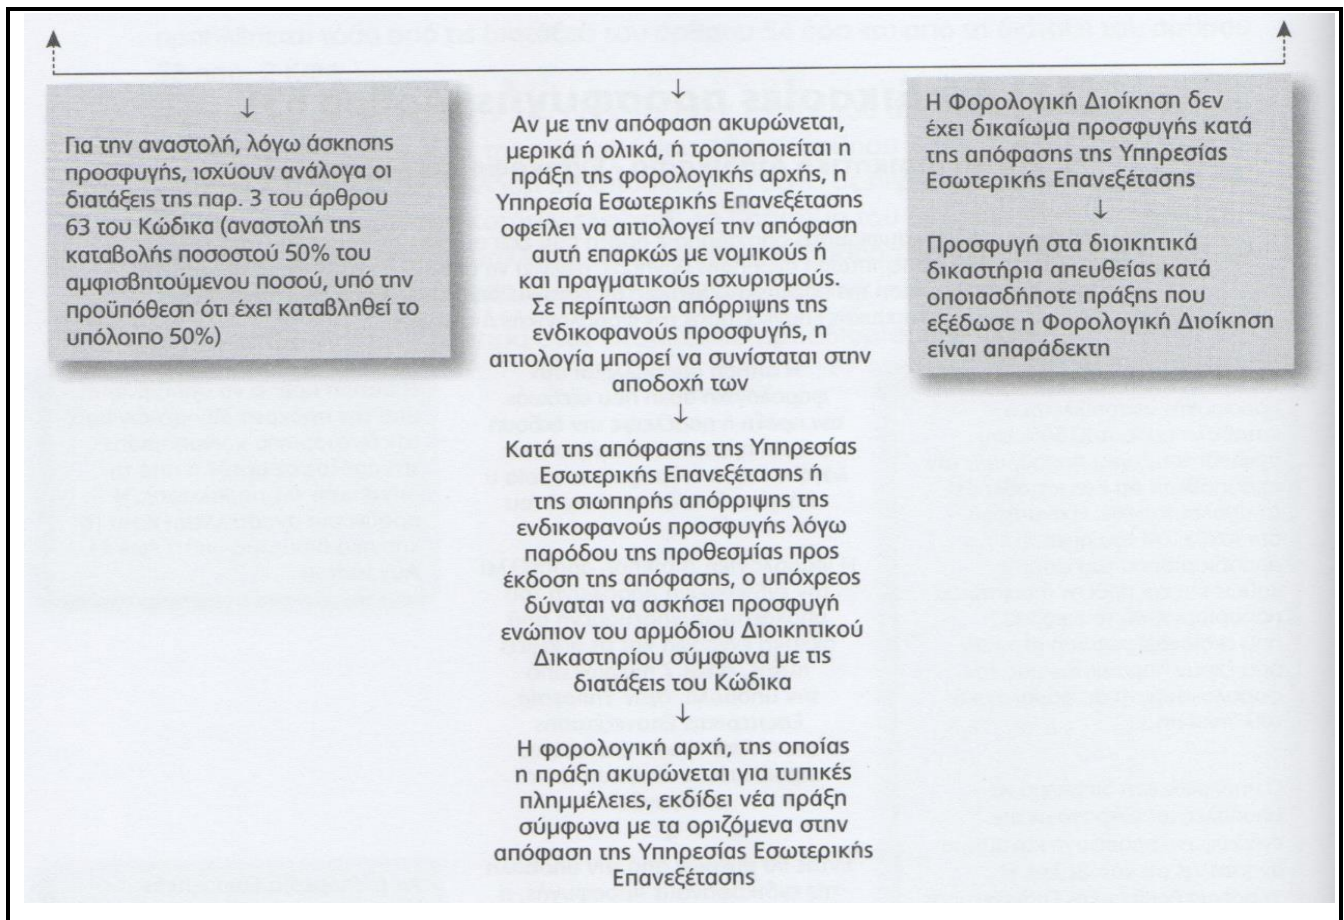 ↓
Για την αναστολή, λόγω άσκησης
προσφυγής, ισχύουν ανάλογα οι
διατάξεις της παρ. 3 του άρθρου
63 του Κώδικα (αναστολή της
καταβολής ποσοστού 50% του
αμφισβητούμενου ποσού, υπό την
προϋπόθεση ότι έχει καταβληθεί το
υπόλοιπο 50%)
↓
Αν με την απόφαση ακυρώνεται,
μερικά ή ολικά, ή τροποποιείται η
πράξη της φορολογικής αρχής, η
Υπηρεσία Εσωτερικής Επανεξέτασης
οφείλει να αιτιολογεί την απόφαση
αυτή επαρκώς με νομικούς ή
και πραγματικούς ισχυρισμούς.
Σε περίπτωση απόρριψης της
ενδικοφανούς προσφυγής, η
αιτιολογία μπορεί να συνίσταται στην
αποδοχή των
↓
Κατά της απόφασης της Υπηρεσίας
Εσωτερικής Επανεξέτασης ή
της σιωπηρής απόρριψης της
ενδικοφανούς προσφυγής λόγω
παρόδου της προθεσμίας προς
έκδοση της απόφασης, ο υπόχρεος
δύναται να ασκήσει προσφυγή
ενώπιον του αρμόδιου Διοικητικού
Δικαστηρίου σύμφωνα με τις
διατάξεις του Κώδικα
↓
Η φορολογική αρχή, της οποίας
η πράξη ακυρώνεται για τυπικές
πλημμέλειες, εκδίδει νέα πράξη
σύμφωνα με τα οριζόμενα στην
απόφαση της Υπηρεσίας Εσωτερικής
Επανεξέτασης
Η Φορολογική Διοίκηση δεν
έχει δικαίωμα προσφυγής κατά
της απόφασης της Υπηρεσίας
Εσωτερικής Επανεξέτασης
↓
Προσφυγή στα διοικητικά
δικαστήρια απευθείας κατά
οποιασδήποτε πράξης που
εξέδωσε η Φορολογική Διοίκηση
είναι απαράδεκτη